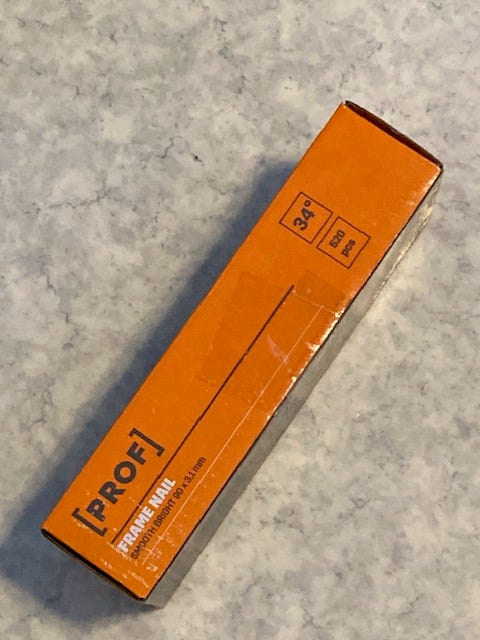 [PROF]
FRAME NAIL
SMOOTH BRIGHT 90 x 3,1 mm
34°
520
pcs